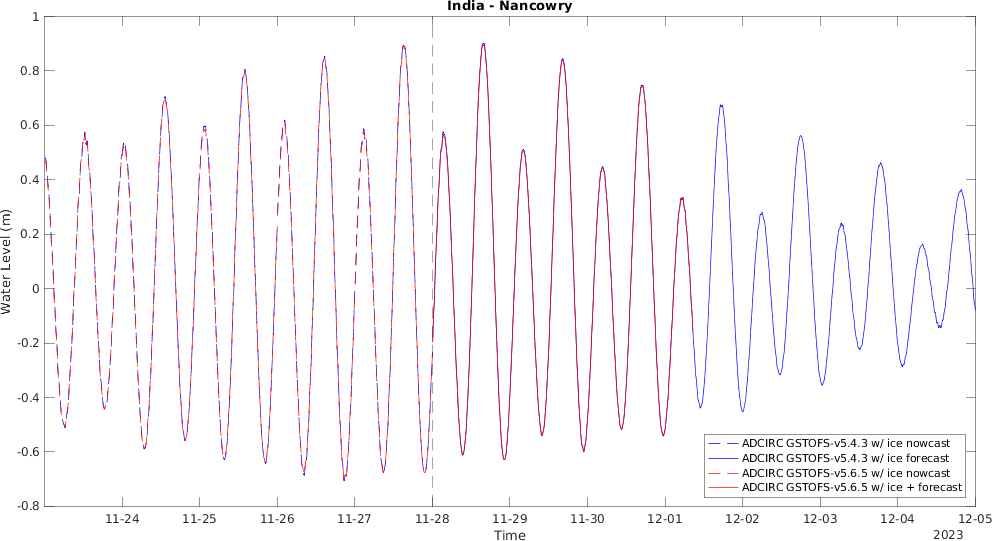 India - Nancowry
1
0.8
0.6
0.4
0.2
0
-0.2
-0.4
-0.6
-0.8
Water Level (m)
11-24 11-25 11-26 11-27 11-28 11-29 11-30 12-01 12-02 12-03 12-04 12-05
Time
2023
ADCIRC GSTOFS-v5.4.3 w/ ice nowcast
ADCIRC GSTOFS-v5.4.3 w/ ice forecast
ADCIRC GSTOFS-v5.6.5 w/ ice nowcast
ADCIRC GSTOFS-v5.6.5 w/ ice + forecast